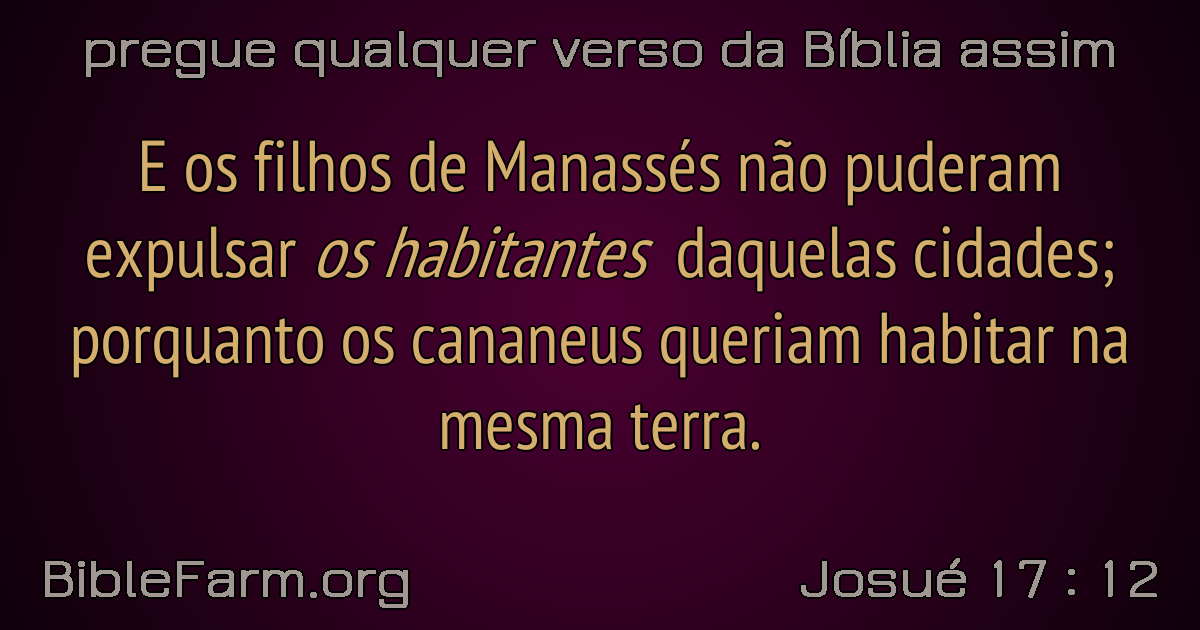 pregue qualquer verso da Bíblia assim
E os filhos de Manassés não puderam
expulsar os habitantes daquelas cidades;
porquanto os cananeus queriam habitar na
mesma terra.
BibleFarm.org
Josué 17 : 12